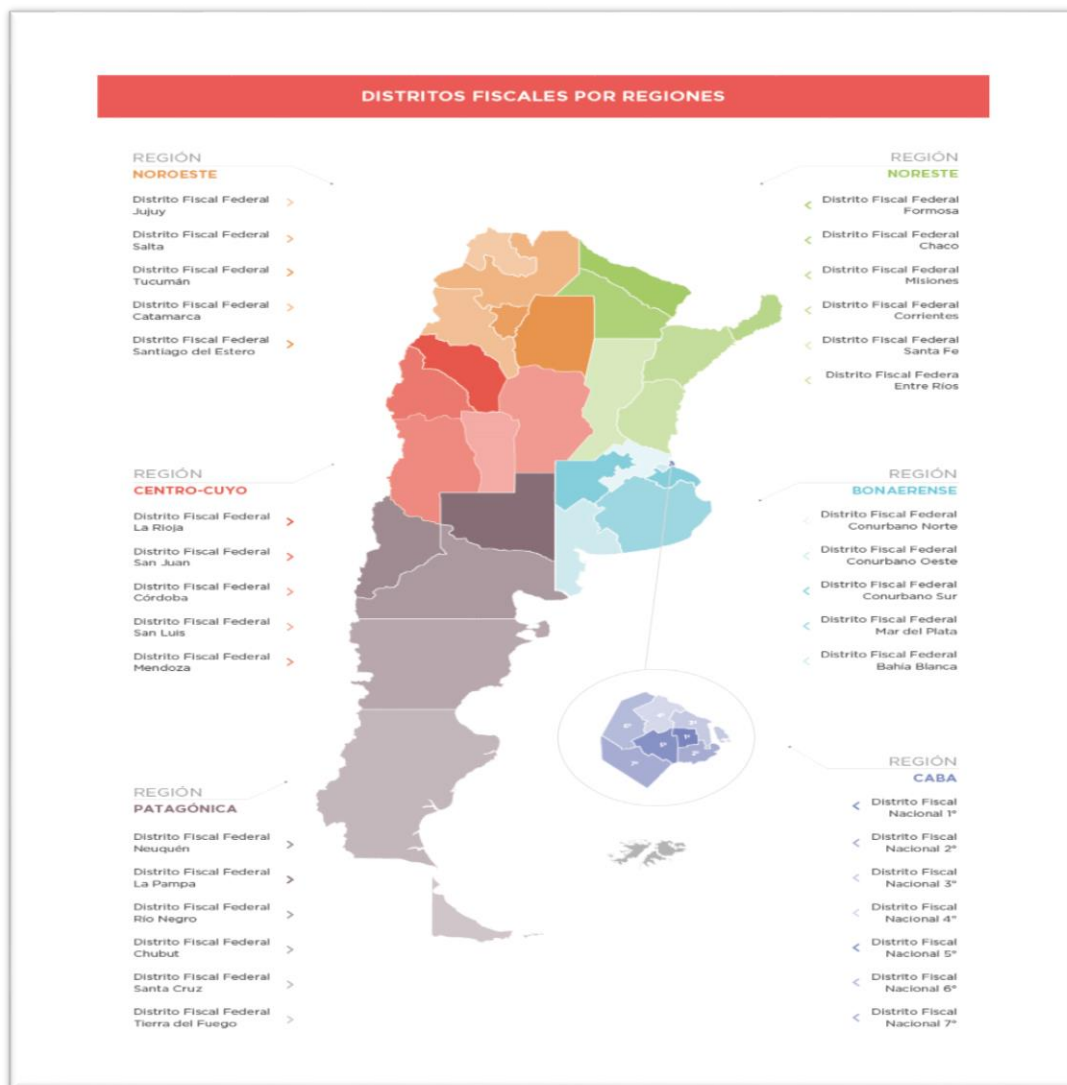 DISTRITOS FISCALES POR REGIONES
REGIÓN
NOROESTE
Distrito Fiscal Federal
Jujuy
Distrito Fiscal Federal
Salta
Distrito Fiscal Federal
Tucumán
Distrito Fiscal Federal
Catamarca
Distrito Fiscal Federal
Santiago del Estero
REGIÓN
NORESTE
Distrito Fiscal Federal
Formosa
Distrito Fiscal Federal
Chaco
Distrito Fiscal Federal
Misiones
Distrito Fiscal Federal
Corrientes
Distrito Fiscal Federal
Santa Fe
Distrito Fiscal Federa
Entre Ríos
REGIÓN
CENTRO-CUYO
Distrito Fiscal Federal
La Rioja
Distrito Fiscal Federal
San Juan
Distrito Fiscal Federal
Córdoba
Distrito Fiscal Federal
San Luis
Distrito Fiscal Federal
Mendoza
REGIÓN
BONAERENSE
Distrito Fiscal Federal
Conurbano Norte
Distrito Fiscal Federal
Conurbano Oeste
Distrito Fiscal Federal
Conurbano Sur
Distrito Fiscal Federal
Mar del Plata
Distrito Fiscal Federal
Bahía Blanca
REGIÓN
PATAGÓNICA
Distrito Fiscal Federal
Neuquén
Distrito Fiscal Federal
La Pampa
Distrito Fiscal Federal
Río Negro
Distrito Fiscal Federal
Chubut
Distrito Fiscal Federal
Santa Cruz
Distrito Fiscal Federal
Tierra del Fuego
REGIÓN
CABA
Distrito Fiscal
Nacional 1°
Distrito Fiscal
Nacional 2°
Distrito Fiscal
Nacional 3°
Distrito Fiscal
Nacional 4°
Distrito Fiscal
Nacional 5°
Distrito Fiscal
Nacional 6°
Distrito Fiscal
Nacional 7°